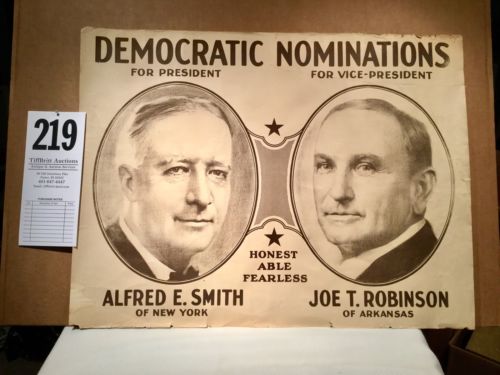 DEMOCRATIC NOMINATIONS
FOR PRESIDENT
FOR VICE-PRESIDENT
HONEST
ABLE
FEARLESS
ALFRED E. SMITH
OF NEW YORK
JOE T. ROBINSON
OF ARKANSAS
219
Tiffbritt Auctions